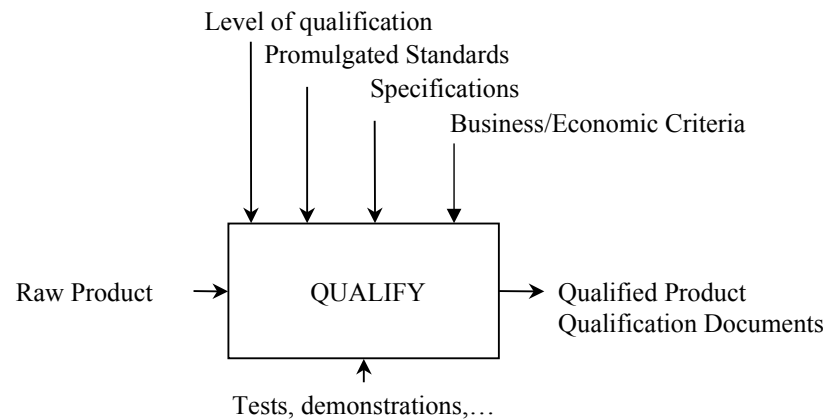 Level of qualification
Promulgated Standards
Specifications
Business/Economic Criteria
Raw Product
QUALIFY
Qualified Product
Qualification Documents
Tests, demonstrations,…